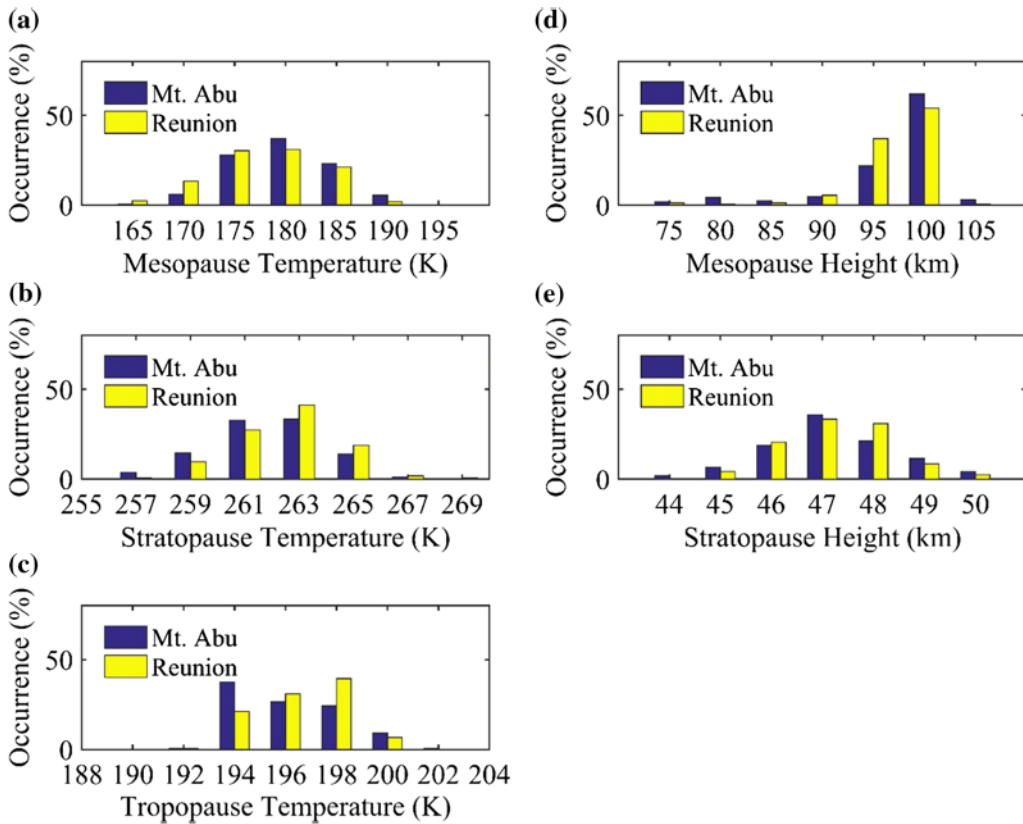 (a)
Occurrence (%)
50
0
Mt. Abu
Reunion
165 170 175 180 185 190 195
Mesopause Temperature (K)
(b)
Occurrence (%)
50
0
Mt. Abu
Reunion
255 257 259 261 263 265 267 269
Stratopause Temperature (K)
(c)
Occurrence (%)
50
0
Mt. Abu
Reunion
188 190 192 194 196 198 200 202 204
Tropopause Temperature (K)
(d)
Occurrence (%)
50
0
Mt. Abu
Reunion
75 80 85 90 95 100 105
Mesopause Height (km)
(e)
Occurrence (%)
50
0
Mt. Abu
Reunion
44 45 46 47 48 49 50
Stratopause Height (km)